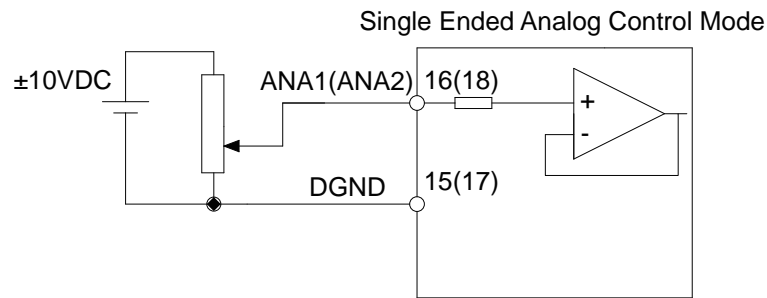 Single Ended Analog Control Mode
±10VDC
ANA1(ANA2)
16(18)
+
-
DGND
15(17)